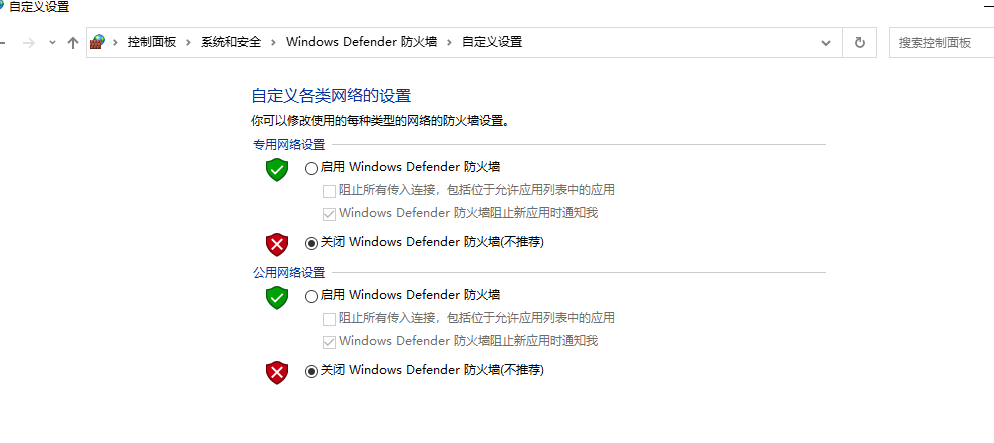 自定义设置
控制面板 › 系统和安全 › Windows Defender 防火墙 › 自定义设置
搜索控制面板
自定义各类网络的设置
你可以修改使用的每种类型的网络的防火墙设置。
专用网络设置
启用 Windows Defender 防火墙
阻止所有传入连接，包括位于允许应用列表中的应用
Windows Defender 防火墙阻止新应用时通知我
关闭 Windows Defender 防火墙(不推荐)
公用网络设置
启用 Windows Defender 防火墙
阻止所有传入连接，包括位于允许应用列表中的应用
Windows Defender 防火墙阻止新应用时通知我
关闭 Windows Defender 防火墙(不推荐)